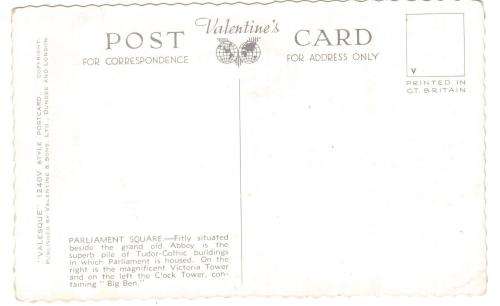 Valentine's
POST CARD
FOR CORRESPONDENCE
FOR ADDRESS ONLY
V
PRINTED IN
GT. BRITAIN
"VALESQUE" 1240V STYLE POSTCARD. COPYRIGHT.
PUBLISHED BY VALENTINE & SONS, LTD., DUNDEE AND LONDON
PARLIAMENT SQUARE.—Fitly situated
beside the grand old Abbey is the
superb pile of Tudor-Gothic buildings
in which Parliament is housed. On the
right is the magnificent Victoria Tower
and on the left the Clock Tower, con-
taining "Big Ben."